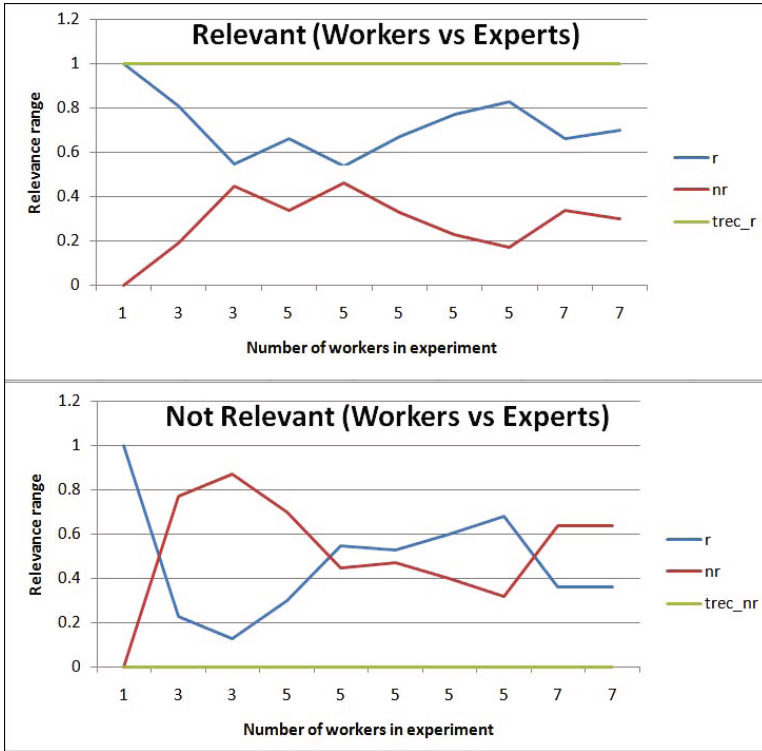 Relevant (Workers vs Experts)
1.2
1
0.8
0.6
0.4
0.2
0
Relevance range
1 3 3 5 5 5 5 5 7 7
Number of workers in experiment
r
nr
trec_r
Not Relevant (Workers vs Experts)
1.2
1
0.8
0.6
0.4
0.2
0
Relevance range
1 3 3 5 5 5 5 5 7 7
Number of workers in experiment
r
nr
trec_nr